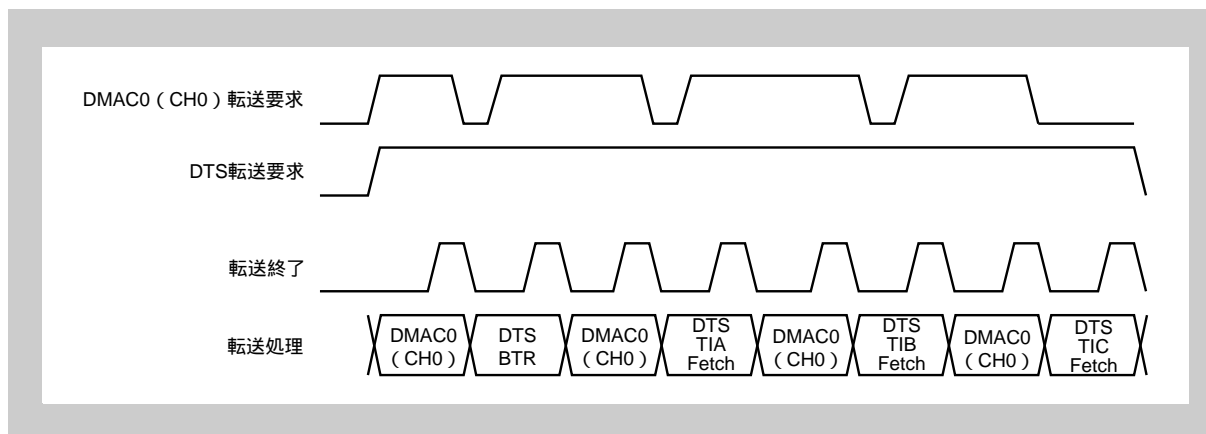 DMAC0（CH0）転送要求
DTS転送要求
転送終了
転送処理
DMAC0
（CH0）
DTS
BTR
DMAC0
（CH0）
DTS
TIA
Fetch
DMAC0
（CH0）
DTS
TIB
Fetch
DMAC0
（CH0）
DTS
TIC
Fetch